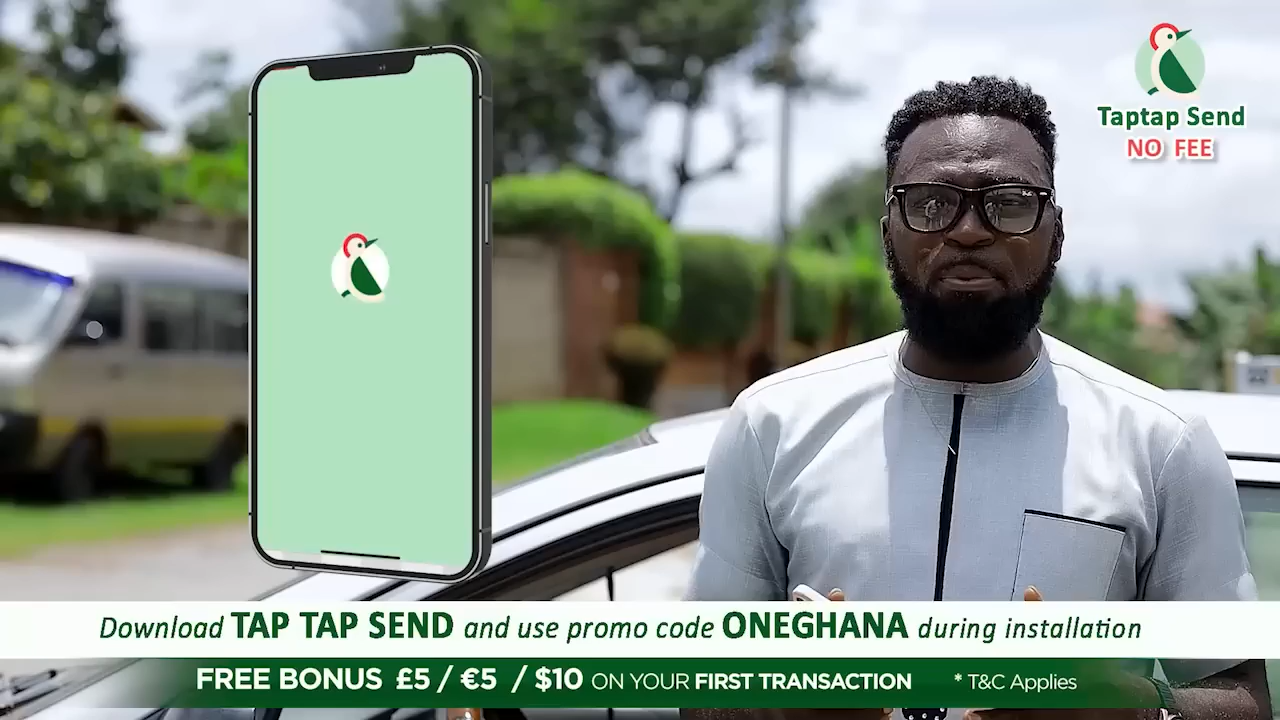 Taptap Send
NO FEE
Download TAP TAP SEND and use promo code ONEGHANA during installation
FREE BONUS £5 / €5 / $10 ON YOUR FIRST TRANSACTION * T&C Applies